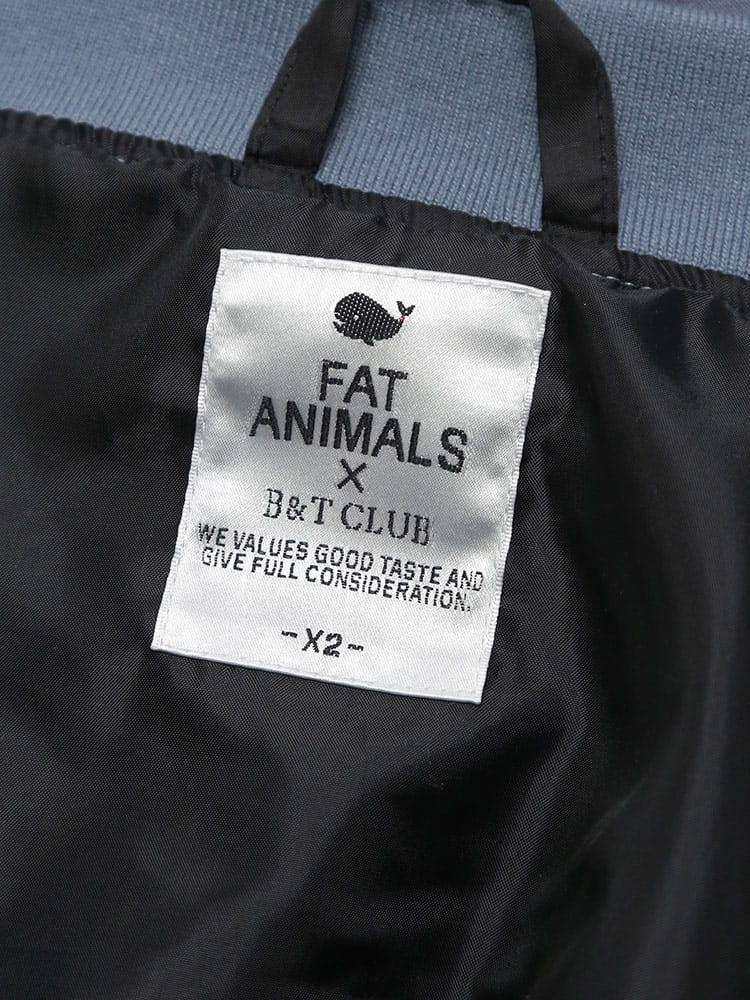 FAT
ANIMALS
X
B&T CLUB
WE VALUES GOOD TASTE AND
GIVE FULL CONSIDERATION.
-X2-